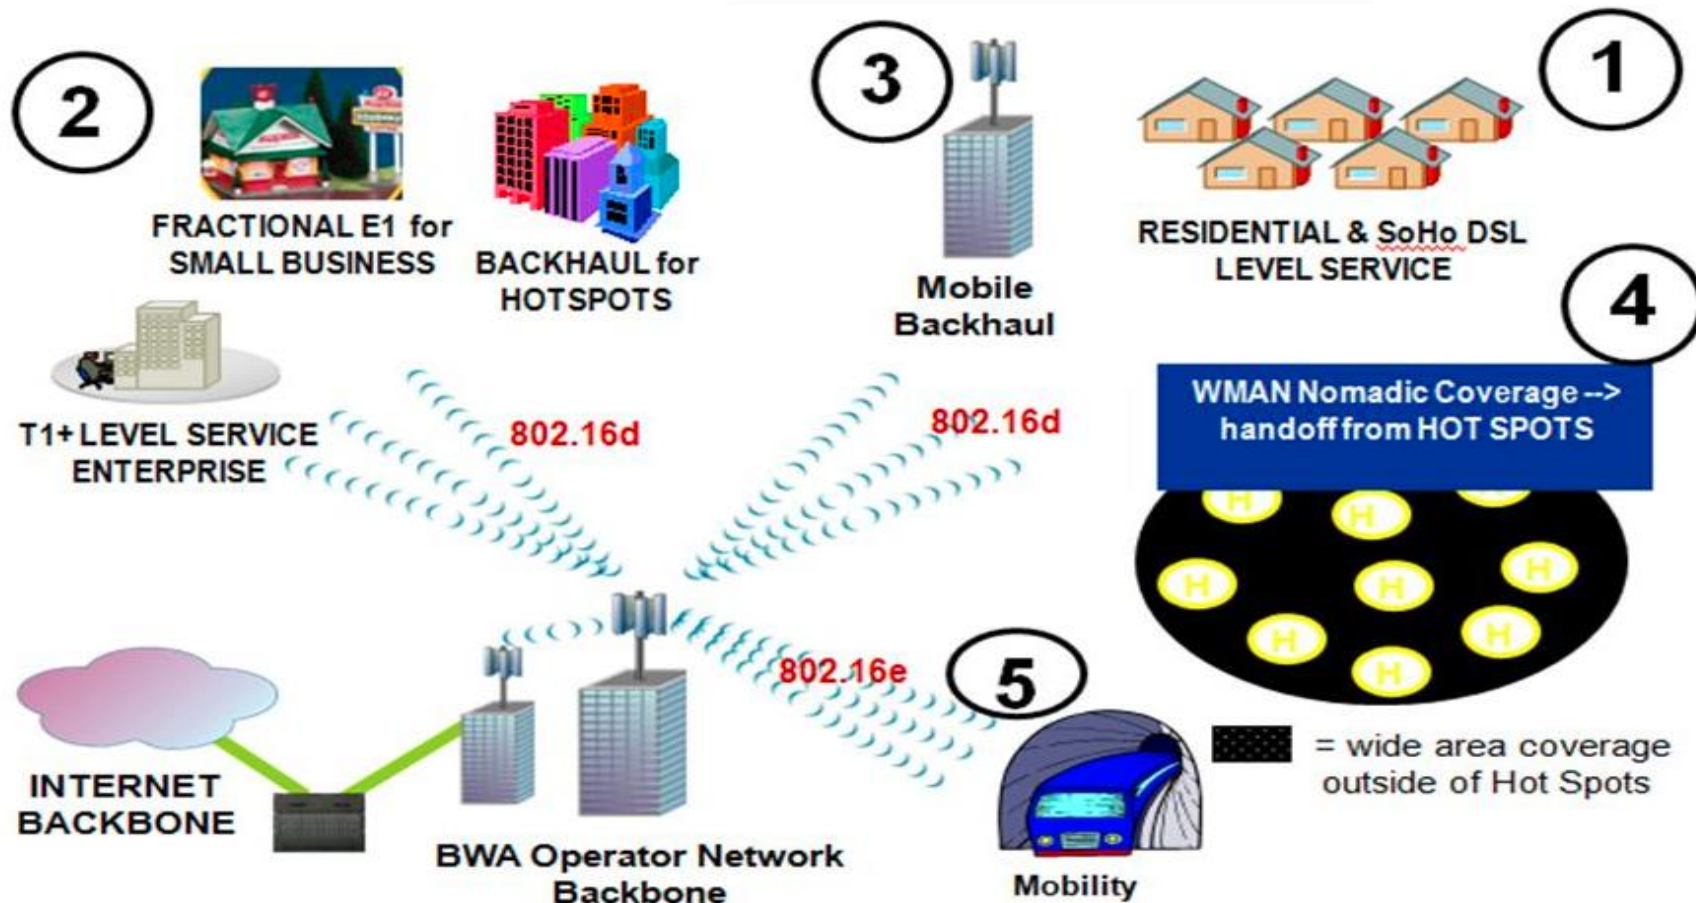 2
3
1
FRACTIONAL E1 for
SMALL BUSINESS
BACKHAUL for
HOTSPOTS
Mobile
Backhaul
RESIDENTIAL & SoHo DSL
LEVEL SERVICE
4
T1+ LEVEL SERVICE
ENTERPRISE
802.16d
802.16d
WMAN Nomadic Coverage -->
handoff from HOT SPOTS
H
H
H
H
H
H
H
H
802.16e
5
INTERNET
BACKBONE
BWA Operator Network
Backbone
Mobility
= wide area coverage
outside of Hot Spots